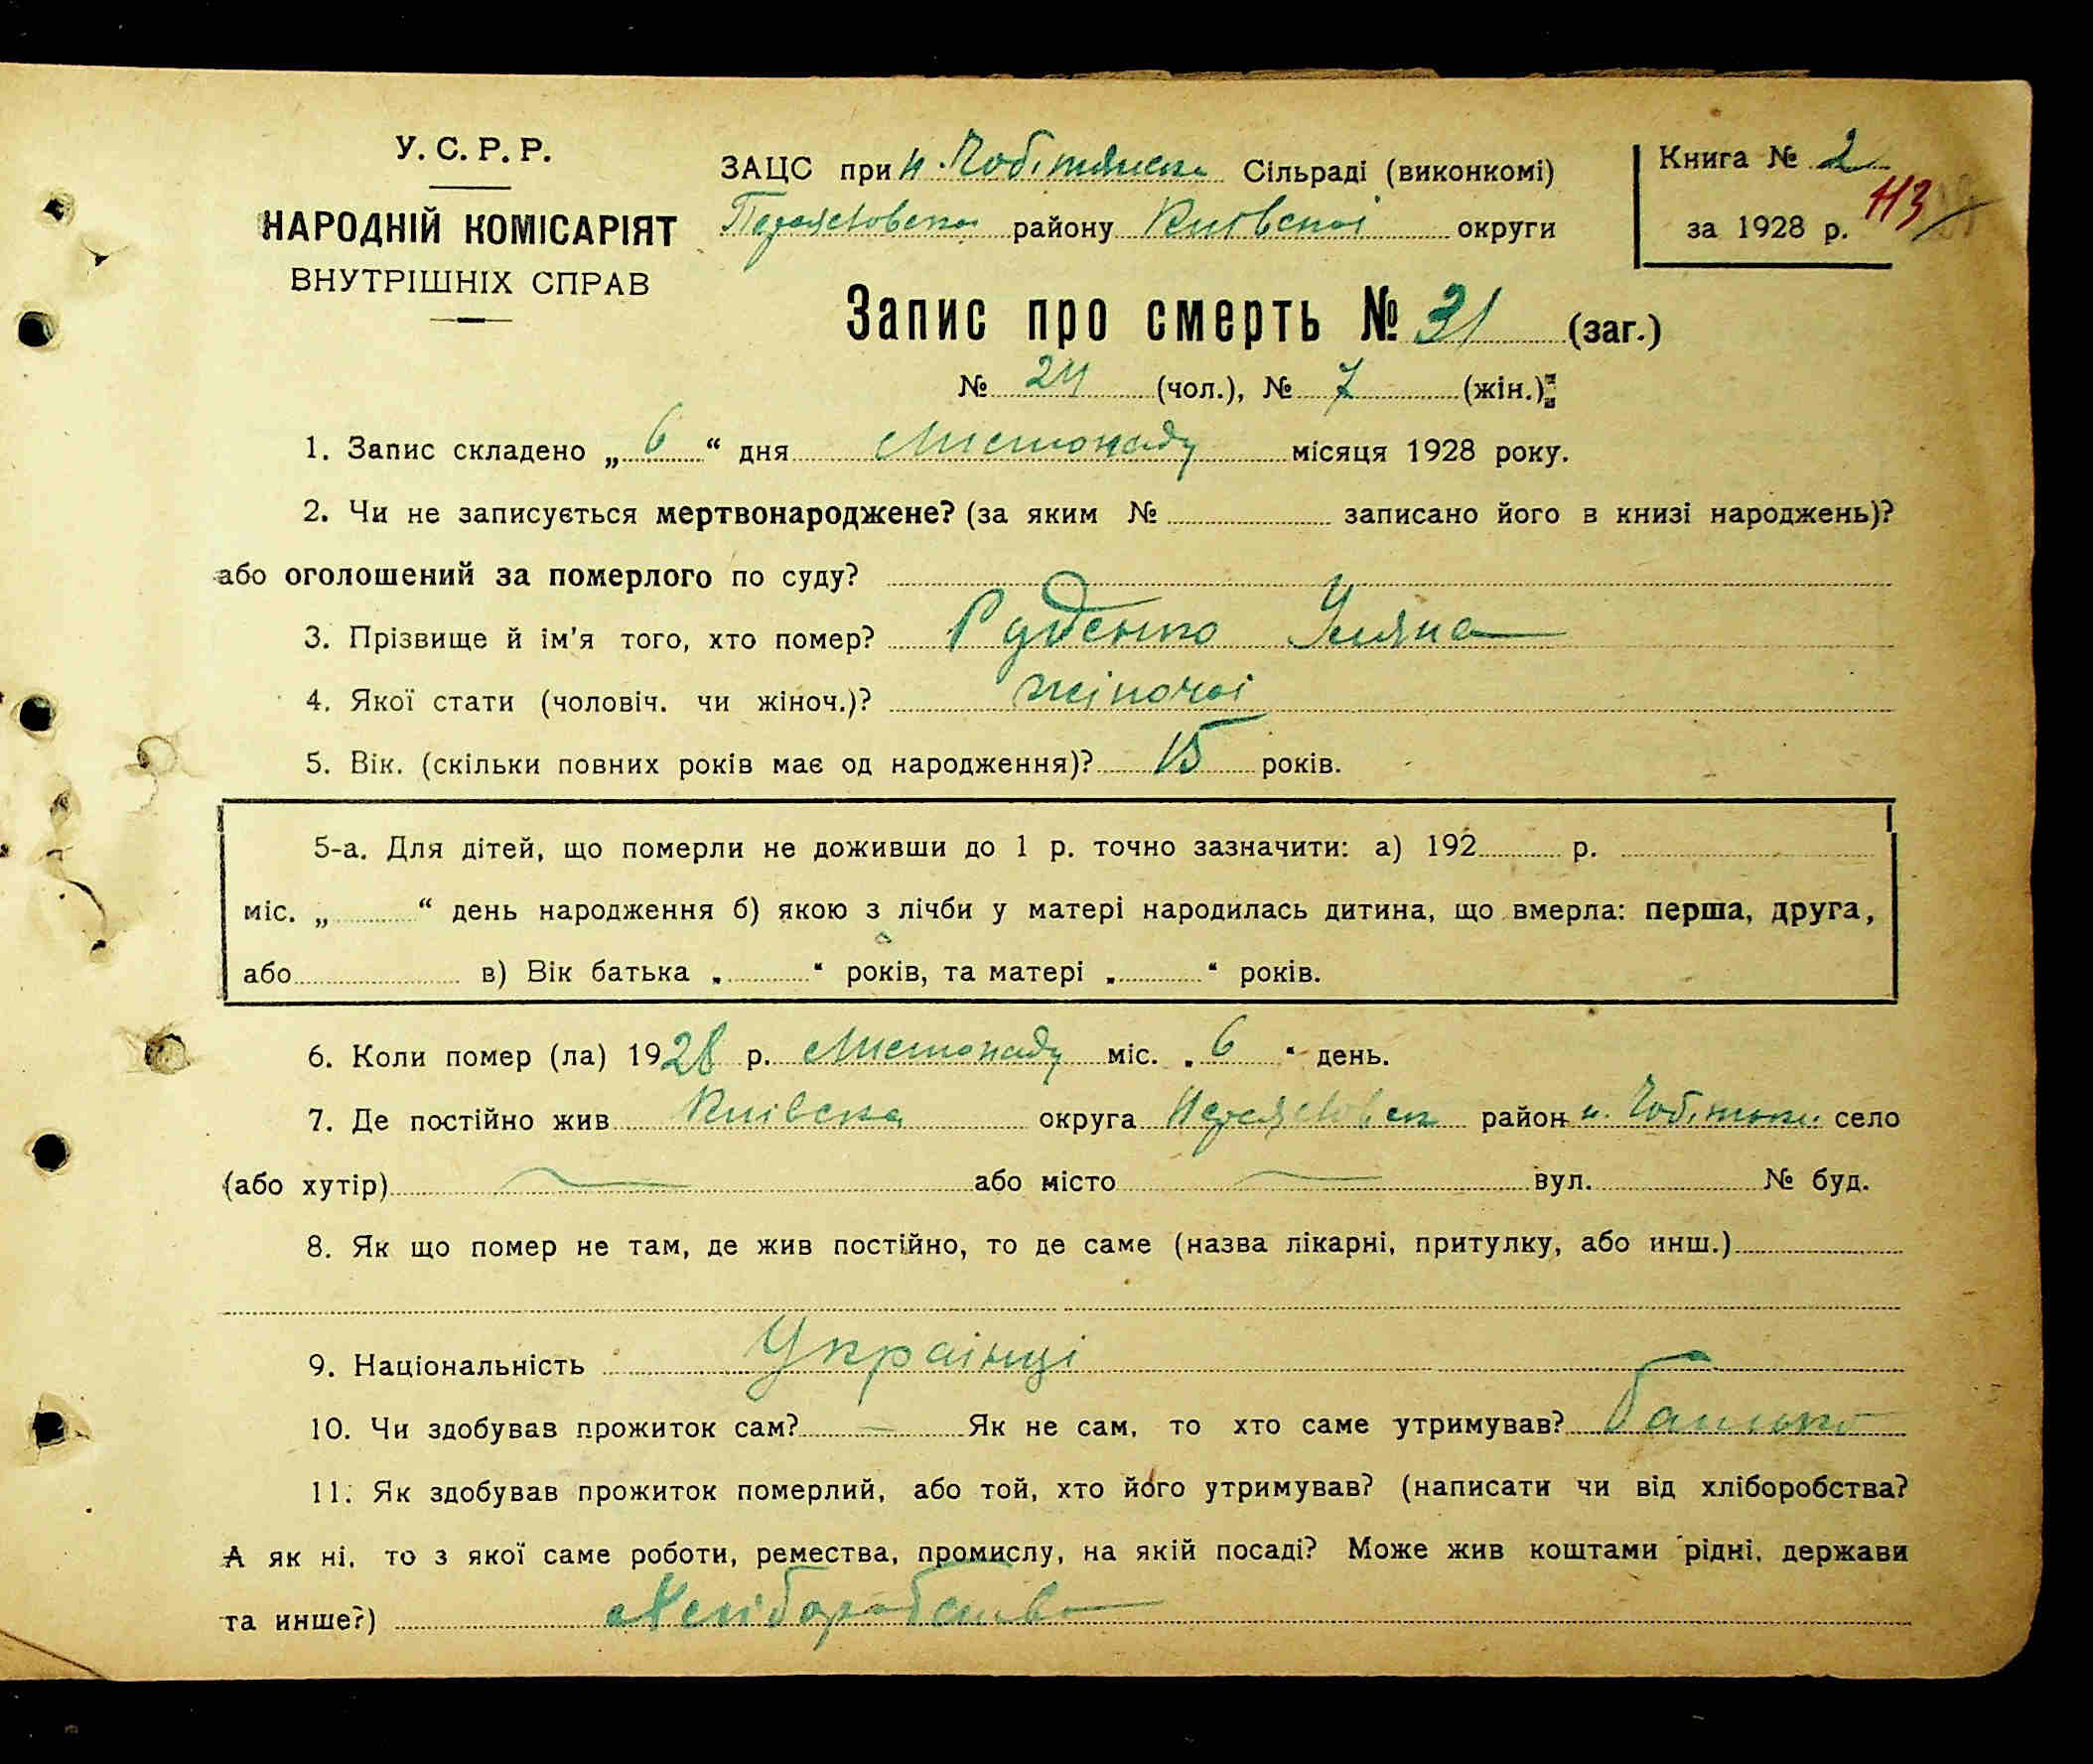 У. С. Р. Р.
НАРОДНІЙ КОМІСАРІЯТ
ВНУТРІШНІХ СПРАВ
ЗАЦС при Сільраді (виконкомі)
району Київської округи
Книга № 2
за 1928 р. 113
Запис про смерть № 31 (заг.)
№ 24 (чол.), № 7 (жін.)
1. Запис складено „ 6 “ дня Листопаду місяця 1928 року.
2. Чи не записується мертвонароджене? (за яким № записано його в книзі народжень)?
або оголошений за померлого по суду?
3. Прізвище й ім'я того, хто помер? Руденко Уляна
4. Якої стати (чоловіч. чи жіноч.)? жіночої
5. Вік. (скільки повних років має од народження)? 15 років.
5-а. Для дітей, що померли не доживши до 1 р. точно зазначити: а) 192 р.
міс. „ “ день народження б) якою з лічби у матері народилась дитина, що вмерла: перша, друга,
або в) Вік батька „ “ років, та матері „ “ років.
6. Коли помер (ла) 1928 р. Листопаду міс. „ 6 “ день.
7. Де постійно жив Київська округа район село
(або хутір) — або місто — вул. № буд.
8. Як що помер не там, де жив постійно, то де саме (назва лікарні, притулку, або инш.)
9. Національність Українці
10. Чи здобував прожиток сам? — Як не сам, то хто саме утримував? Батько
11. Як здобував прожиток померлий, або той, хто його утримував? (написати чи від хліборобства?
А як ні, то з якої саме роботи, ремества, промислу, на якій посаді? Може жив коштами рідні, держави
та инше?) Хліборобство